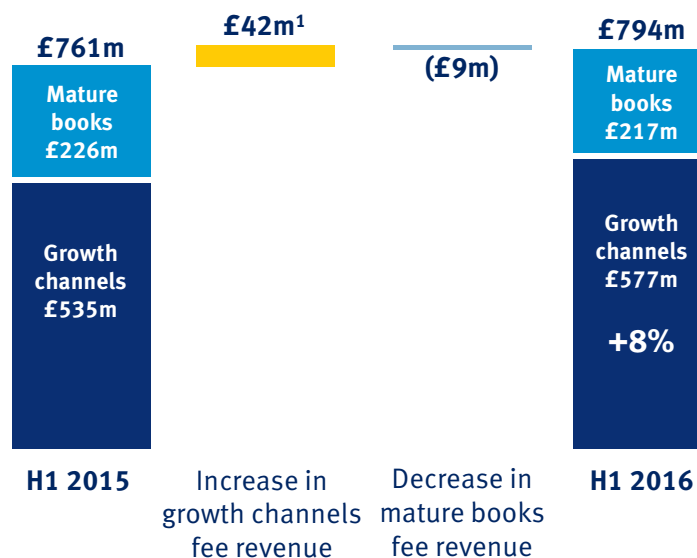 £761m
Mature
books
£226m
Growth
channels
£535m
H1 2015
£42m¹
Increase in
growth channels
fee revenue
(£9m)
Decrease in
mature books
fee revenue
£794m
Mature
books
£217m
Growth
channels
£577m
+8%
H1 2016